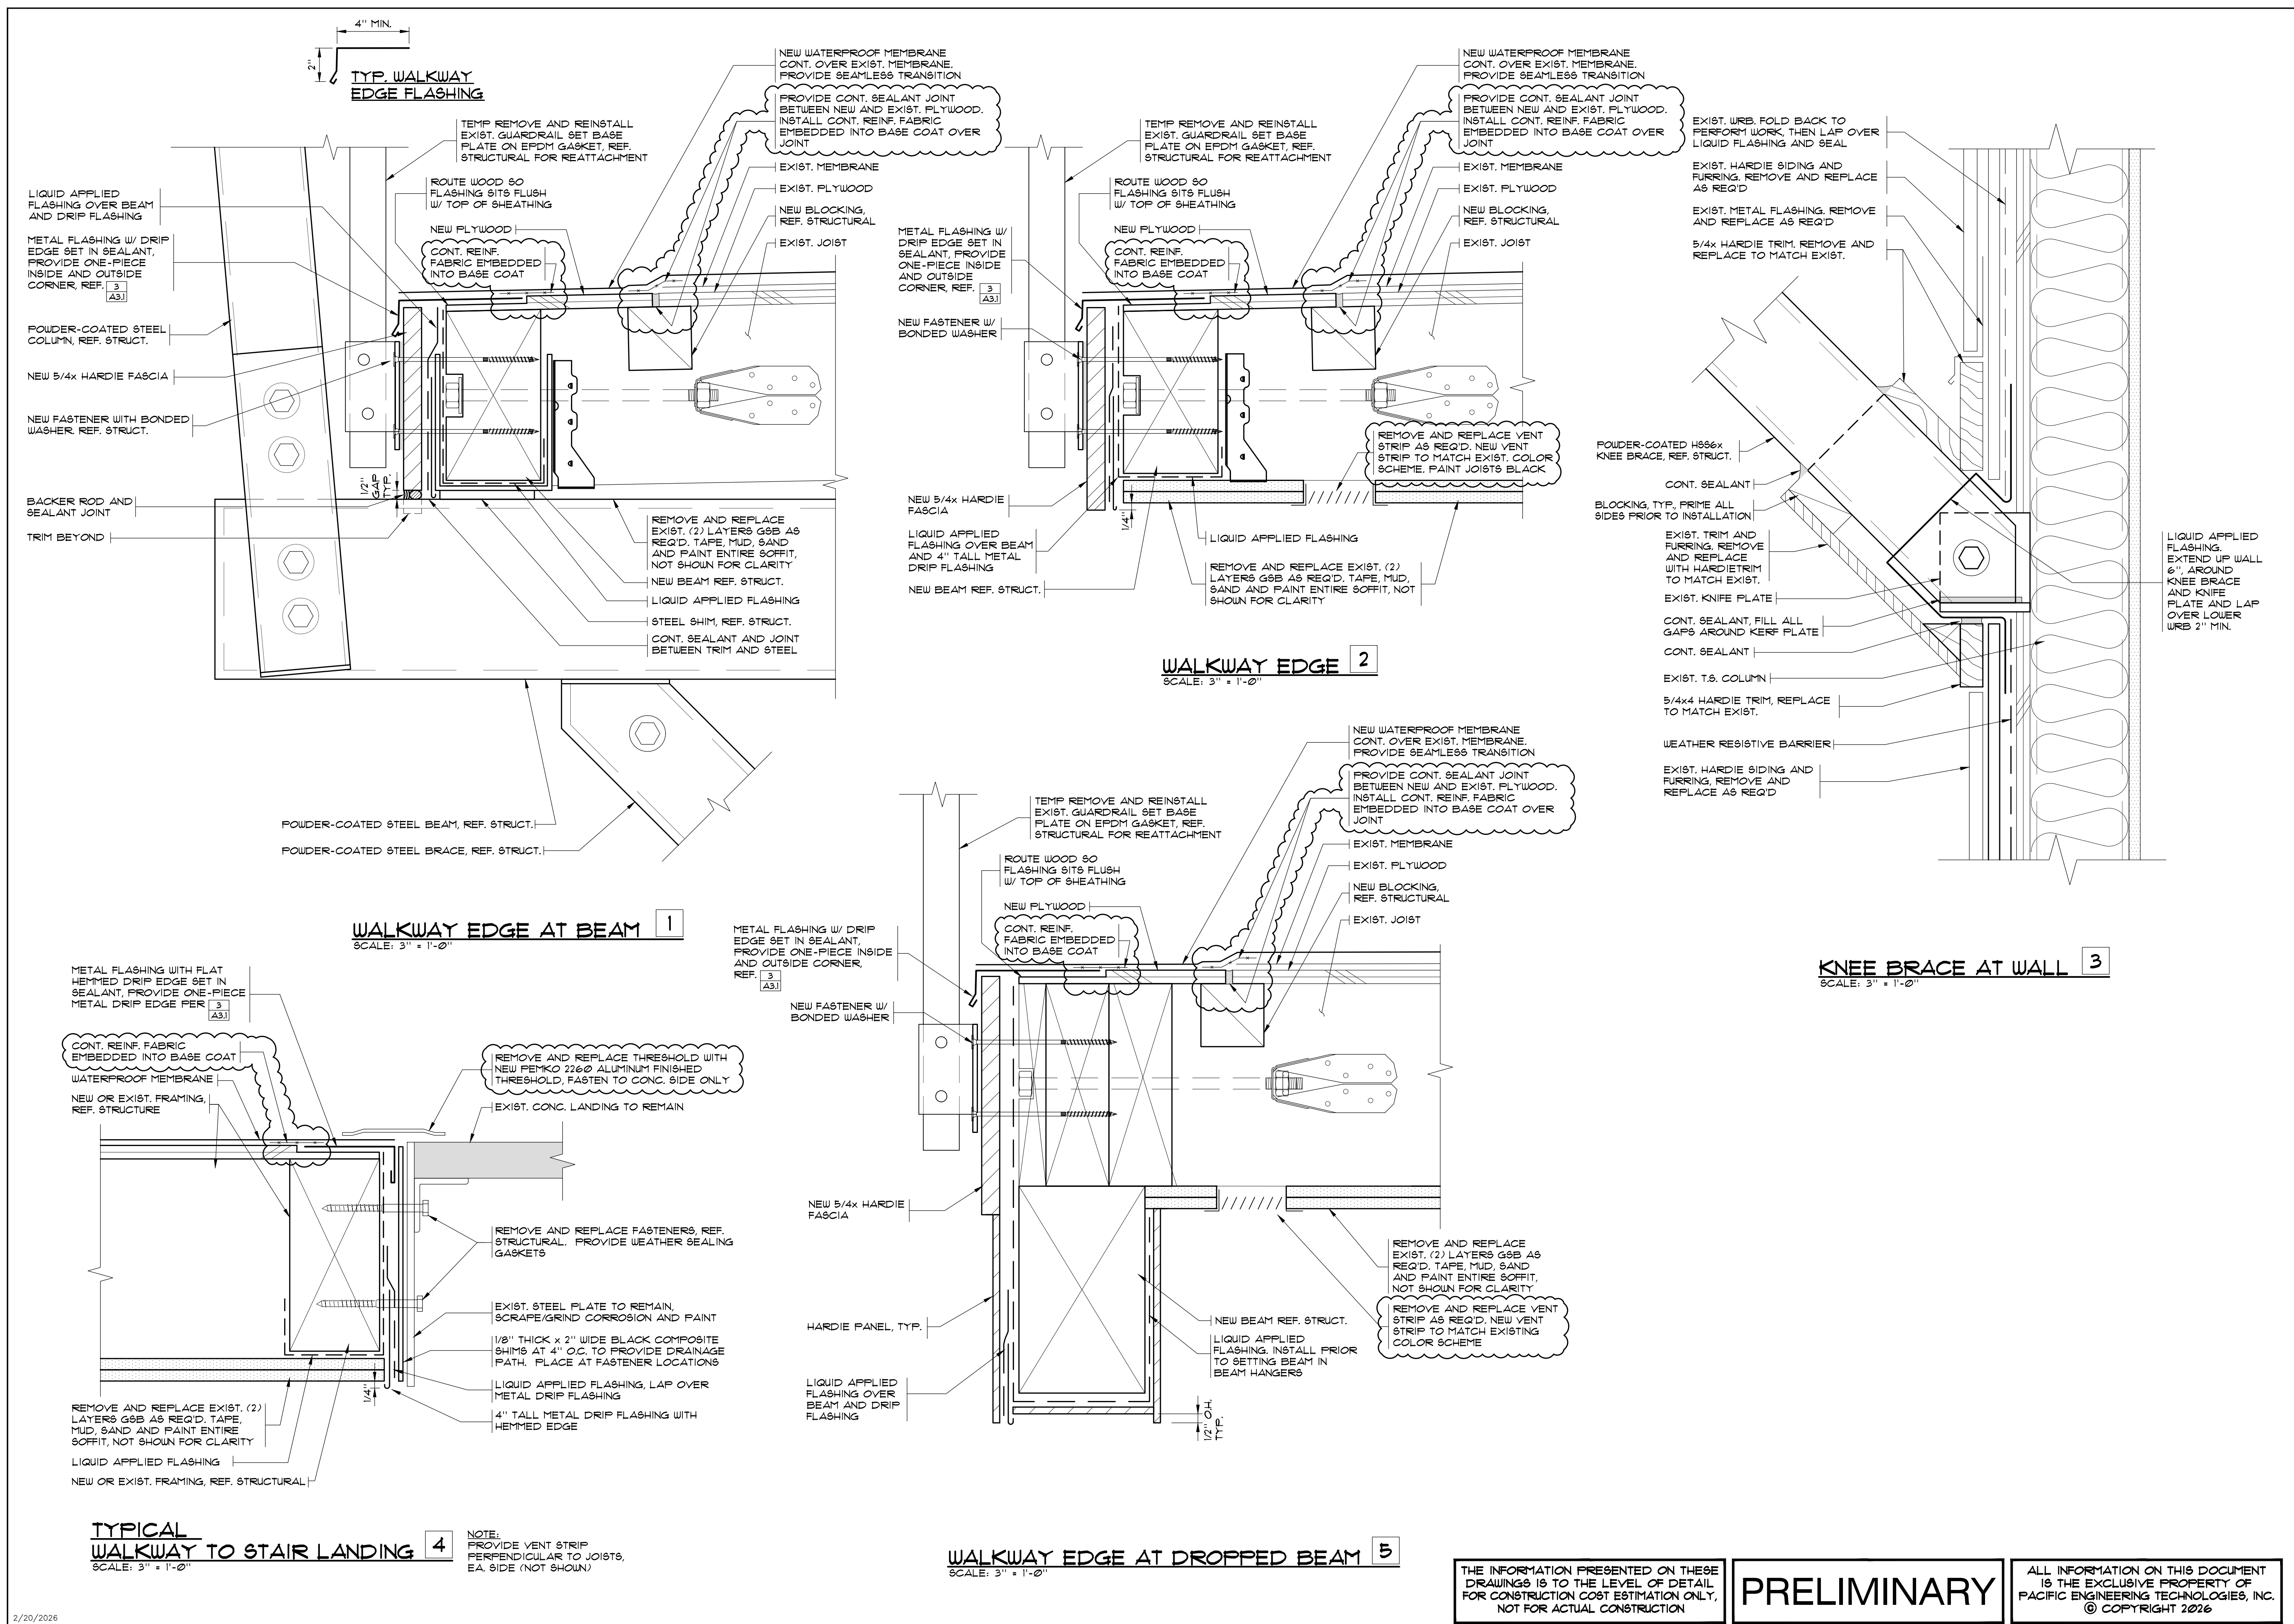 4" MIN.
2"
TYP. WALKWAY
EDGE FLASHING
TEMP REMOVE AND REINSTALL
EXIST. GUARDRAIL SET BASE
PLATE ON EPDM GASKET, REF.
STRUCTURAL FOR REATTACHMENT
NEW WATERPROOF MEMBRANE
CONT. OVER EXIST. MEMBRANE.
PROVIDE SEAMLESS TRANSITION
PROVIDE CONT. SEALANT JOINT
BETWEEN NEW AND EXIST. PLYWOOD.
INSTALL CONT. REINF. FABRIC
EMBEDDED INTO BASE COAT OVER
JOINT
EXIST. MEMBRANE
EXIST. PLYWOOD
NEW BLOCKING,
REF. STRUCTURAL
EXIST. JOIST
ROUTE WOOD SO
FLASHING SITS FLUSH
W/ TOP OF SHEATHING
NEW PLYWOOD
CONT. REINF.
FABRIC EMBEDDED
INTO BASE COAT
LIQUID APPLIED
FLASHING OVER BEAM
AND DRIP FLASHING
METAL FLASHING W/ DRIP
EDGE SET IN SEALANT,
PROVIDE ONE-PIECE
INSIDE AND OUTSIDE
CORNER, REF. 3
A3.1
POWDER-COATED STEEL
COLUMN, REF. STRUCT.
NEW 5/4x HARDIE FASCIA
NEW FASTENER WITH BONDED
WASHER. REF. STRUCT.
BACKER ROD AND
SEALANT JOINT
TRIM BEYOND
1/2"
GAP
TYP.
REMOVE AND REPLACE
EXIST. (2) LAYERS GSB AS
REQ'D. TAPE, MUD, SAND
AND PAINT ENTIRE SOFFIT,
NOT SHOWN FOR CLARITY
NEW BEAM REF. STRUCT.
LIQUID APPLIED FLASHING
STEEL SHIM, REF. STRUCT.
CONT. SEALANT AND JOINT
BETWEEN TRIM AND STEEL
POWDER-COATED STEEL BEAM, REF. STRUCT.
POWDER-COATED STEEL BRACE, REF. STRUCT.
WALKWAY EDGE AT BEAM 1
SCALE: 3" = 1'-0"
TEMP REMOVE AND REINSTALL
EXIST. GUARDRAIL SET BASE
PLATE ON EPDM GASKET, REF.
STRUCTURAL FOR REATTACHMENT
NEW WATERPROOF MEMBRANE
CONT. OVER EXIST. MEMBRANE.
PROVIDE SEAMLESS TRANSITION
PROVIDE CONT. SEALANT JOINT
BETWEEN NEW AND EXIST. PLYWOOD.
INSTALL CONT. REINF. FABRIC
EMBEDDED INTO BASE COAT OVER
JOINT
EXIST. MEMBRANE
EXIST. PLYWOOD
NEW BLOCKING,
REF. STRUCTURAL
EXIST. JOIST
ROUTE WOOD SO
FLASHING SITS FLUSH
W/ TOP OF SHEATHING
NEW PLYWOOD
CONT. REINF.
FABRIC EMBEDDED
INTO BASE COAT
METAL FLASHING W/
DRIP EDGE SET IN
SEALANT, PROVIDE
ONE-PIECE INSIDE
AND OUTSIDE
CORNER, REF. 3
A3.1
NEW FASTENER W/
BONDED WASHER
NEW 5/4x HARDIE
FASCIA
LIQUID APPLIED
FLASHING OVER BEAM
AND 4" TALL METAL
DRIP FLASHING
NEW BEAM REF. STRUCT.
1/4"
REMOVE AND REPLACE VENT
STRIP AS REQ'D. NEW VENT
STRIP TO MATCH EXIST. COLOR
SCHEME. PAINT JOISTS BLACK
LIQUID APPLIED FLASHING
REMOVE AND REPLACE EXIST. (2)
LAYERS GSB AS REQ'D. TAPE, MUD,
SAND AND PAINT ENTIRE SOFFIT, NOT
SHOWN FOR CLARITY
WALKWAY EDGE 2
SCALE: 3" = 1'-0"
EXIST. WRB. FOLD BACK TO
PERFORM WORK, THEN LAP OVER
LIQUID FLASHING AND SEAL
EXIST. HARDIE SIDING AND
FURRING. REMOVE AND REPLACE
AS REQ'D
EXIST. METAL FLASHING. REMOVE
AND REPLACE AS REQ'D
5/4x HARDIE TRIM. REMOVE AND
REPLACE TO MATCH EXIST.
POWDER-COATED HSS6x
KNEE BRACE, REF. STRUCT.
CONT. SEALANT
BLOCKING, TYP., PRIME ALL
SIDES PRIOR TO INSTALLATION
EXIST. TRIM AND
FURRING. REMOVE
AND REPLACE
WITH HARDIETRIM
TO MATCH EXIST.
EXIST. KNIFE PLATE
CONT. SEALANT, FILL ALL
GAPS AROUND KERF PLATE
CONT. SEALANT
EXIST. T.S. COLUMN
5/4x4 HARDIE TRIM, REPLACE
TO MATCH EXIST.
WEATHER RESISTIVE BARRIER
EXIST. HARDIE SIDING AND
FURRING, REMOVE AND
REPLACE AS REQ'D
LIQUID APPLIED
FLASHING.
EXTEND UP WALL
6", AROUND
KNEE BRACE
AND KNIFE
PLATE AND LAP
OVER LOWER
WRB 2" MIN.
KNEE BRACE AT WALL 3
SCALE: 3" = 1'-0"
METAL FLASHING WITH FLAT
HEMMED DRIP EDGE SET IN
SEALANT, PROVIDE ONE-PIECE
METAL DRIP EDGE PER 3
A3.1
CONT. REINF. FABRIC
EMBEDDED INTO BASE COAT
WATERPROOF MEMBRANE
NEW OR EXIST. FRAMING,
REF. STRUCTURE
REMOVE AND REPLACE THRESHOLD WITH
NEW PEMKO 2260 ALUMINUM FINISHED
THRESHOLD, FASTEN TO CONC. SIDE ONLY
EXIST. CONC. LANDING TO REMAIN
REMOVE AND REPLACE FASTENERS, REF.
STRUCTURAL. PROVIDE WEATHER SEALING
GASKETS
EXIST. STEEL PLATE TO REMAIN,
SCRAPE/GRIND CORROSION AND PAINT
1/8" THICK x 2" WIDE BLACK COMPOSITE
SHIMS AT 4" O.C. TO PROVIDE DRAINAGE
PATH. PLACE AT FASTENER LOCATIONS
LIQUID APPLIED FLASHING, LAP OVER
METAL DRIP FLASHING
4" TALL METAL DRIP FLASHING WITH
HEMMED EDGE
1/4"
REMOVE AND REPLACE EXIST. (2)
LAYERS GSB AS REQ'D. TAPE,
MUD, SAND AND PAINT ENTIRE
SOFFIT, NOT SHOWN FOR CLARITY
LIQUID APPLIED FLASHING
NEW OR EXIST. FRAMING, REF. STRUCTURAL
TYPICAL
WALKWAY TO STAIR LANDING 4
SCALE: 3" = 1'-0"
NOTE:
PROVIDE VENT STRIP
PERPENDICULAR TO JOISTS,
EA. SIDE (NOT SHOWN)
NEW WATERPROOF MEMBRANE
CONT. OVER EXIST. MEMBRANE.
PROVIDE SEAMLESS TRANSITION
PROVIDE CONT. SEALANT JOINT
BETWEEN NEW AND EXIST. PLYWOOD.
INSTALL CONT. REINF. FABRIC
EMBEDDED INTO BASE COAT OVER
JOINT
TEMP REMOVE AND REINSTALL
EXIST. GUARDRAIL SET BASE
PLATE ON EPDM GASKET, REF.
STRUCTURAL FOR REATTACHMENT
EXIST. MEMBRANE
EXIST. PLYWOOD
NEW BLOCKING,
REF. STRUCTURAL
EXIST. JOIST
ROUTE WOOD SO
FLASHING SITS FLUSH
W/ TOP OF SHEATHING
NEW PLYWOOD
CONT. REINF.
FABRIC EMBEDDED
INTO BASE COAT
METAL FLASHING W/ DRIP
EDGE SET IN SEALANT,
PROVIDE ONE-PIECE INSIDE
AND OUTSIDE CORNER,
REF. 3
A3.1
NEW FASTENER W/
BONDED WASHER
NEW 5/4x HARDIE
FASCIA
HARDIE PANEL, TYP.
LIQUID APPLIED
FLASHING OVER
BEAM AND DRIP
FLASHING
REMOVE AND REPLACE
EXIST. (2) LAYERS GSB AS
REQ'D. TAPE, MUD, SAND
AND PAINT ENTIRE SOFFIT,
NOT SHOWN FOR CLARITY
REMOVE AND REPLACE VENT
STRIP AS REQ'D. NEW VENT
STRIP TO MATCH EXISTING
COLOR SCHEME
NEW BEAM REF. STRUCT.
LIQUID APPLIED
FLASHING. INSTALL PRIOR
TO SETTING BEAM IN
BEAM HANGERS
1/2" O.H.
TYP.
WALKWAY EDGE AT DROPPED BEAM 5
SCALE: 3" = 1'-0"
THE INFORMATION PRESENTED ON THESE
DRAWINGS IS TO THE LEVEL OF DETAIL
FOR CONSTRUCTION COST ESTIMATION ONLY,
NOT FOR ACTUAL CONSTRUCTION
PRELIMINARY
ALL INFORMATION ON THIS DOCUMENT
IS THE EXCLUSIVE PROPERTY OF
PACIFIC ENGINEERING TECHNOLOGIES, INC.
© COPYRIGHT 2026
2/20/2026